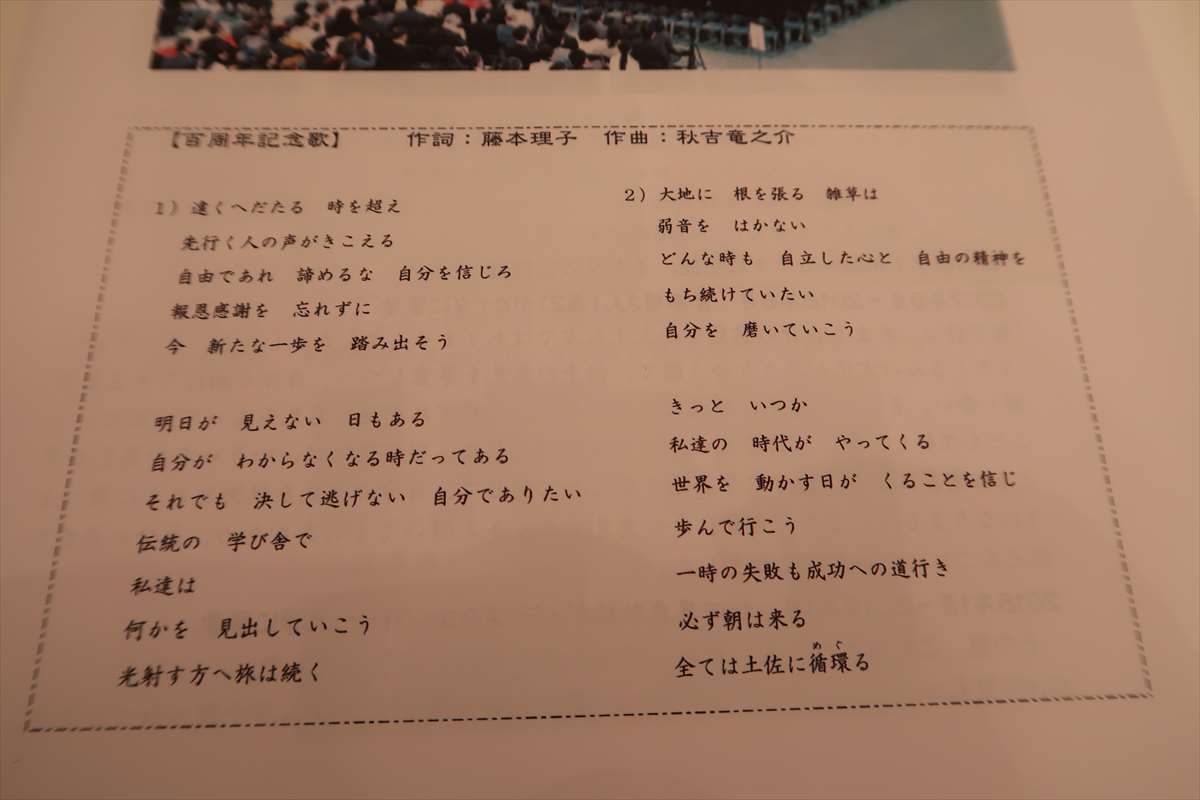 【百周年記念歌】　作詞：藤本理子　作曲：秋吉竜之介
1）遠くへだたる　時を超え
先行く人の声がきこえる
自由であれ　諦めるな　自分を信じろ
報恩感謝を　忘れずに
今　新たな一歩を　踏み出そう
明日が　見えない　日もある
自分が　わからなくなる時だってある
それでも　決して逃げない　自分でありたい
伝統の　学び舎で
私達は
何かを　見出していこう
光射す方へ旅は続く
2）大地に　根を張る　雑草は
弱音を　はかない
どんな時も　自立した心と　自由の精神を
もち続けていたい
自分を　磨いていこう
きっと　いつか
私達の　時代が　やってくる
世界を　動かす日が　くることを信じ
歩んで行こう
一時の失敗も成功への道行き
必ず朝は来る
めぐ
全ては土佐に循環る